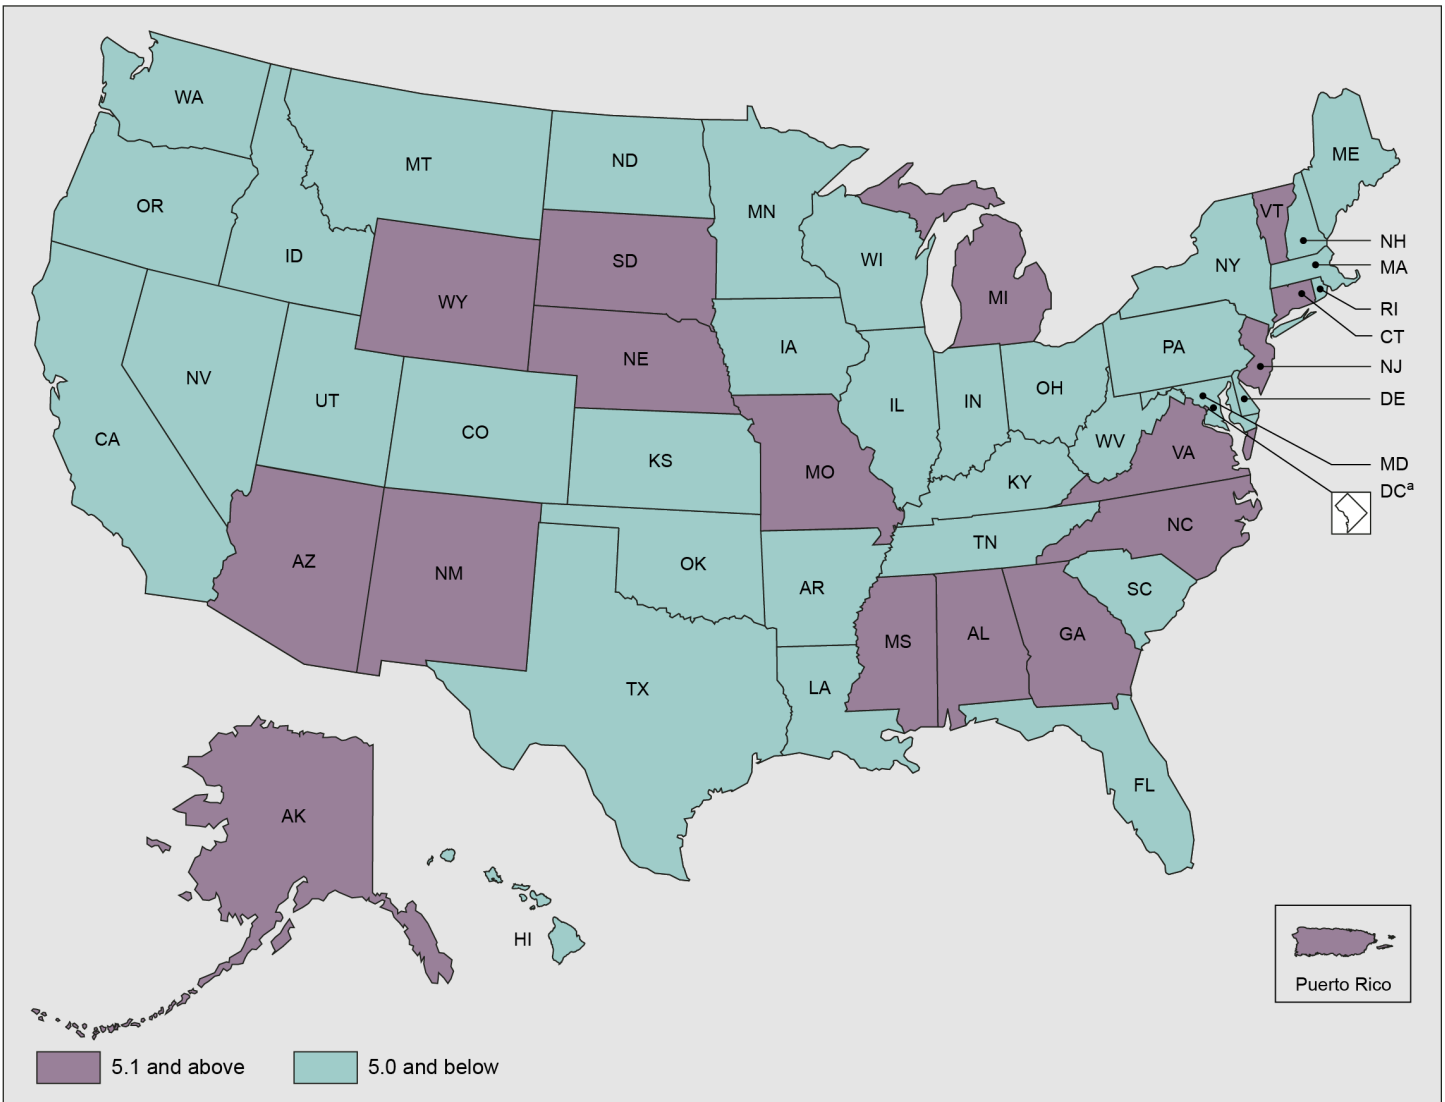 WA
MT
ND
ME
OR
MN
VT
ID
SD
WI
NY
NH
MA
WY
MI
RI
CT
NE
IA
PA
NJ
NV
UT
IL
IN
OH
DE
CA
CO
KS
WV
VA
MD
MO
KY
DCᵃ
NC
AZ
NM
OK
TN
AR
SC
MS
AL
GA
TX
LA
FL
AK
HI
Puerto Rico
5.1 and above
5.0 and below